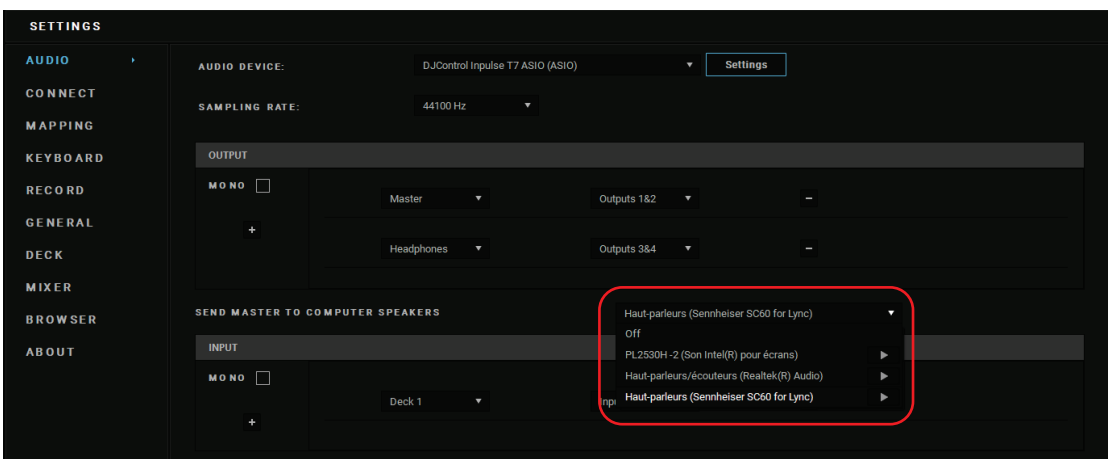 SETTINGS
AUDIO
CONNECT
MAPPING
KEYBOARD
RECORD
GENERAL
DECK
MIXER
BROWSER
ABOUT
AUDIO DEVICE: DJControl Inpulse T7 ASIO (ASIO) Settings
SAMPLING RATE: 44100 Hz
OUTPUT
MONO
Master Outputs 1&2 –
+
Headphones Outputs 3&4 –
SEND MASTER TO COMPUTER SPEAKERS Haut-parleurs (Sennheiser SC60 for Lync)
Off
PL2530H -2 (Son Intel(R) pour écrans)
Haut-parleurs/écouteurs (Realtek(R) Audio)
Haut-parleurs (Sennheiser SC60 for Lync)
INPUT
MONO
Deck 1
+